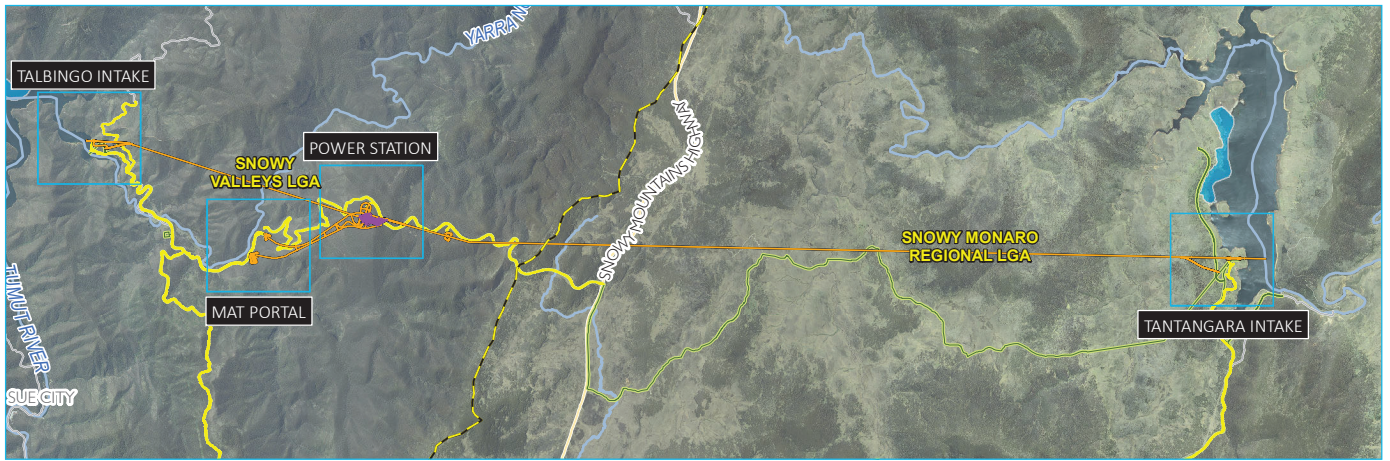 YARRAN
TALBINGO INTAKE
SNOWY MOUNTAINS HIGHWAY
POWER STATION
SNOWY
VALLEYS LGA
SNOWY MONARO
REGIONAL LGA
MAT PORTAL
TANTANGARA INTAKE
TUMUT RIVER
SUE CITY